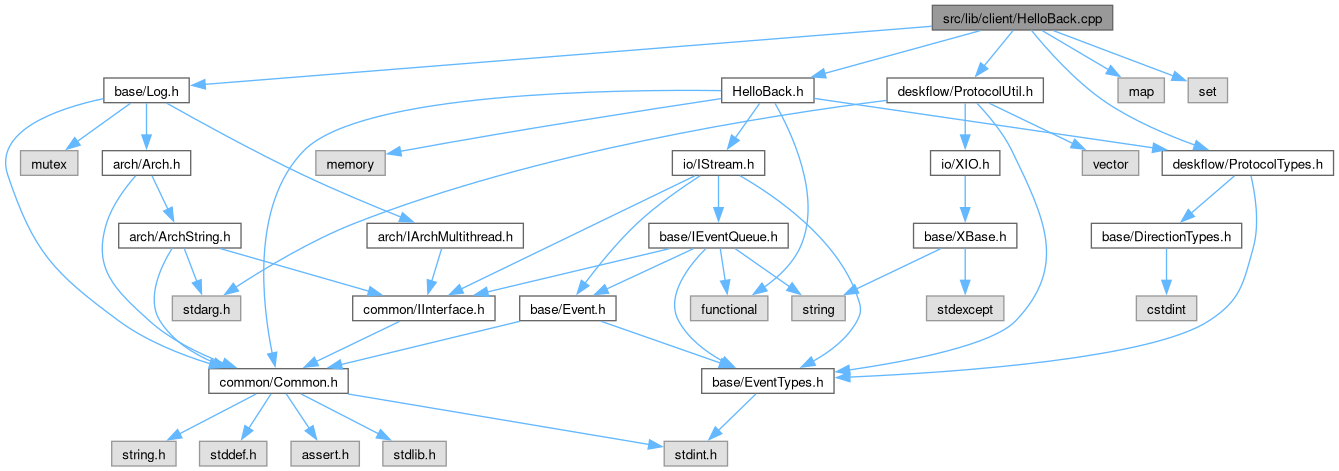 src/lib/client/HelloBack.cpp
base/Log.h
HelloBack.h
deskflow/ProtocolUtil.h
map
set
mutex
arch/Arch.h
memory
io/IStream.h
io/XIO.h
vector
deskflow/ProtocolTypes.h
arch/ArchString.h
arch/IArchMultithread.h
base/IEventQueue.h
base/XBase.h
base/DirectionTypes.h
stdarg.h
common/IInterface.h
base/Event.h
functional
string
stdexcept
cstdint
common/Common.h
base/EventTypes.h
string.h
stddef.h
assert.h
stdlib.h
stdint.h